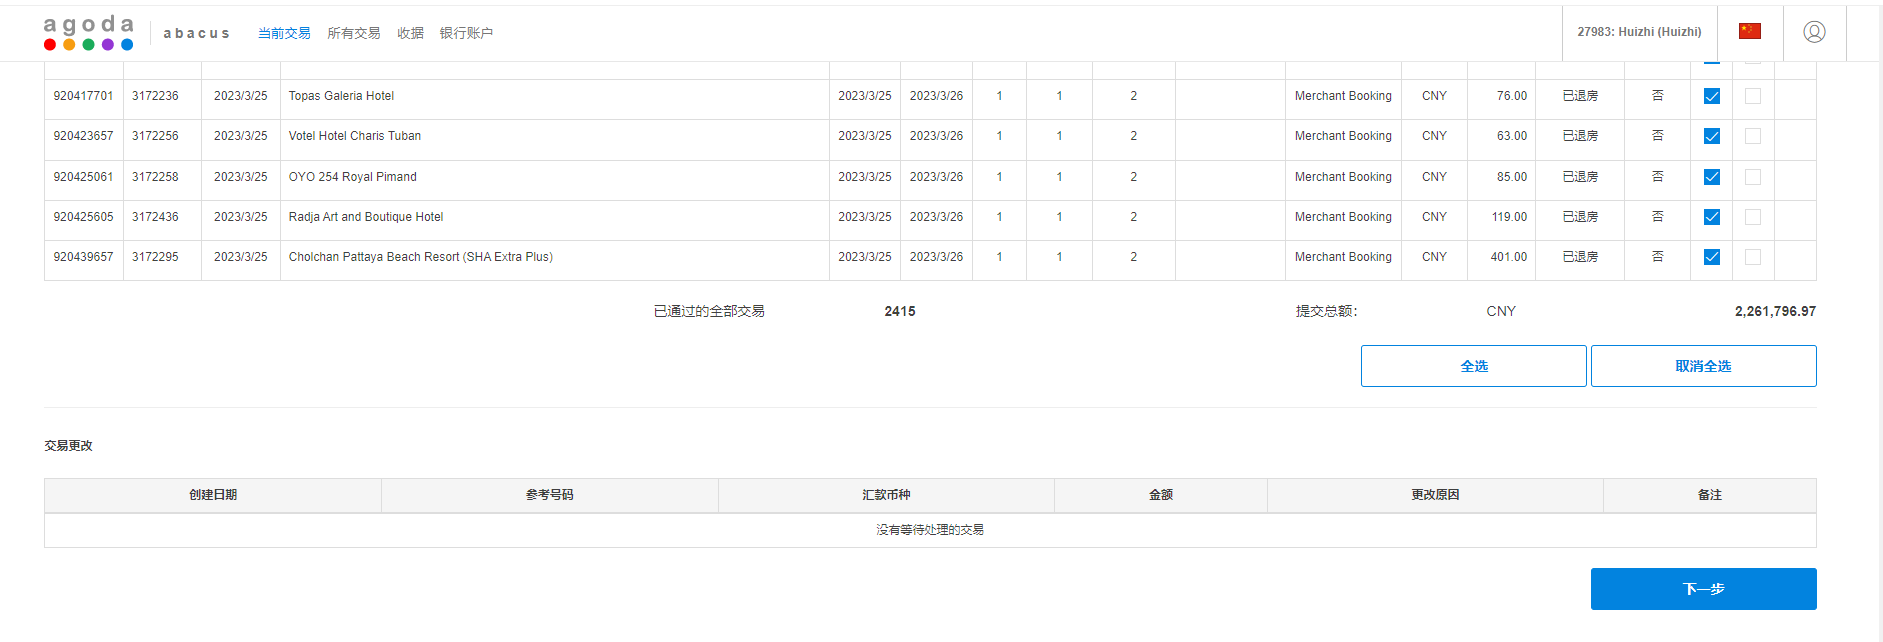 agoda abacus 当前交易 所有交易 收据 银行账户 27983: Huizhi (Huizhi)
920417701 3172236 2023/3/25 Topas Galeria Hotel 2023/3/25 2023/3/26 1 1 2 Merchant Booking CNY 76.00 已退房 否
920423657 3172256 2023/3/25 Votel Hotel Charis Tuban 2023/3/25 2023/3/26 1 1 2 Merchant Booking CNY 63.00 已退房 否
920425061 3172258 2023/3/25 OYO 254 Royal Pimand 2023/3/25 2023/3/26 1 1 2 Merchant Booking CNY 85.00 已退房 否
920425605 3172436 2023/3/25 Radja Art and Boutique Hotel 2023/3/25 2023/3/26 1 1 2 Merchant Booking CNY 119.00 已退房 否
920439657 3172295 2023/3/25 Cholchan Pattaya Beach Resort (SHA Extra Plus) 2023/3/25 2023/3/26 1 1 2 Merchant Booking CNY 401.00 已退房 否
已通过的全部交易 2415 提交总额: CNY 2,261,796.97
全选 取消全选
交易更改
创建日期 参考号码 汇款币种 金额 更改原因 备注
没有等待处理的交易
下一步